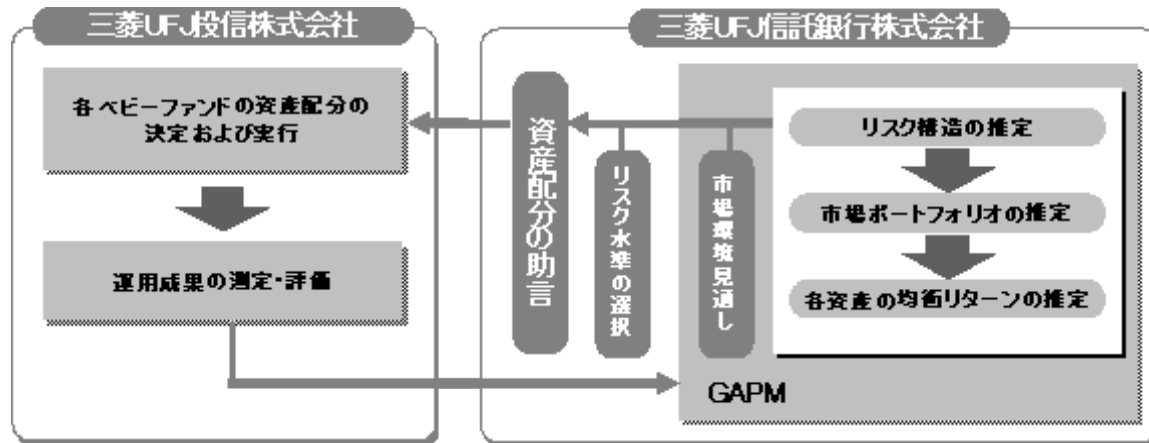 三菱UFJ投信株式会社
各ベビーファンドの資産配分の
決定および実行
運用成果の測定・評価
三菱UFJ信託銀行株式会社
資産配分の助言
リスク水準の選択
市場環境見通し
リスク構造の推定
市場ポートフォリオの推定
各資産の均衡リターンの推定
GAPM